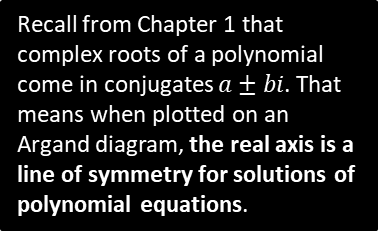 Recall from Chapter 1 that
complex roots of a polynomial
come in conjugates a ± bi. That
means when plotted on an
Argand diagram, the real axis is a
line of symmetry for solutions of
polynomial equations.